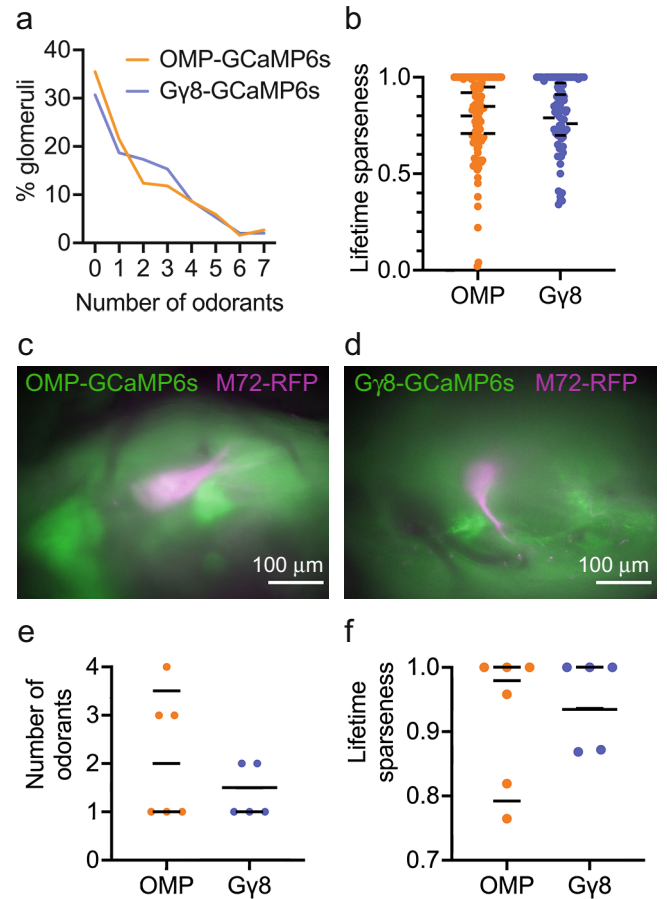 a
% glomeruli
40
30
20
10
0
OMP-GCaMP6s
Gγ8-GCaMP6s
0 1 2 3 4 5 6 7
Number of odorants
b
Lifetime sparseness
1.0
0.5
0.0
OMP Gγ8
c
OMP-GCaMP6s M72-RFP
100 μm
d
Gγ8-GCaMP6s M72-RFP
100 μm
e
Number of
odorants
4
3
2
1
0
OMP Gγ8
f
Lifetime
sparseness
1.0
0.9
0.8
0.7
OMP Gγ8